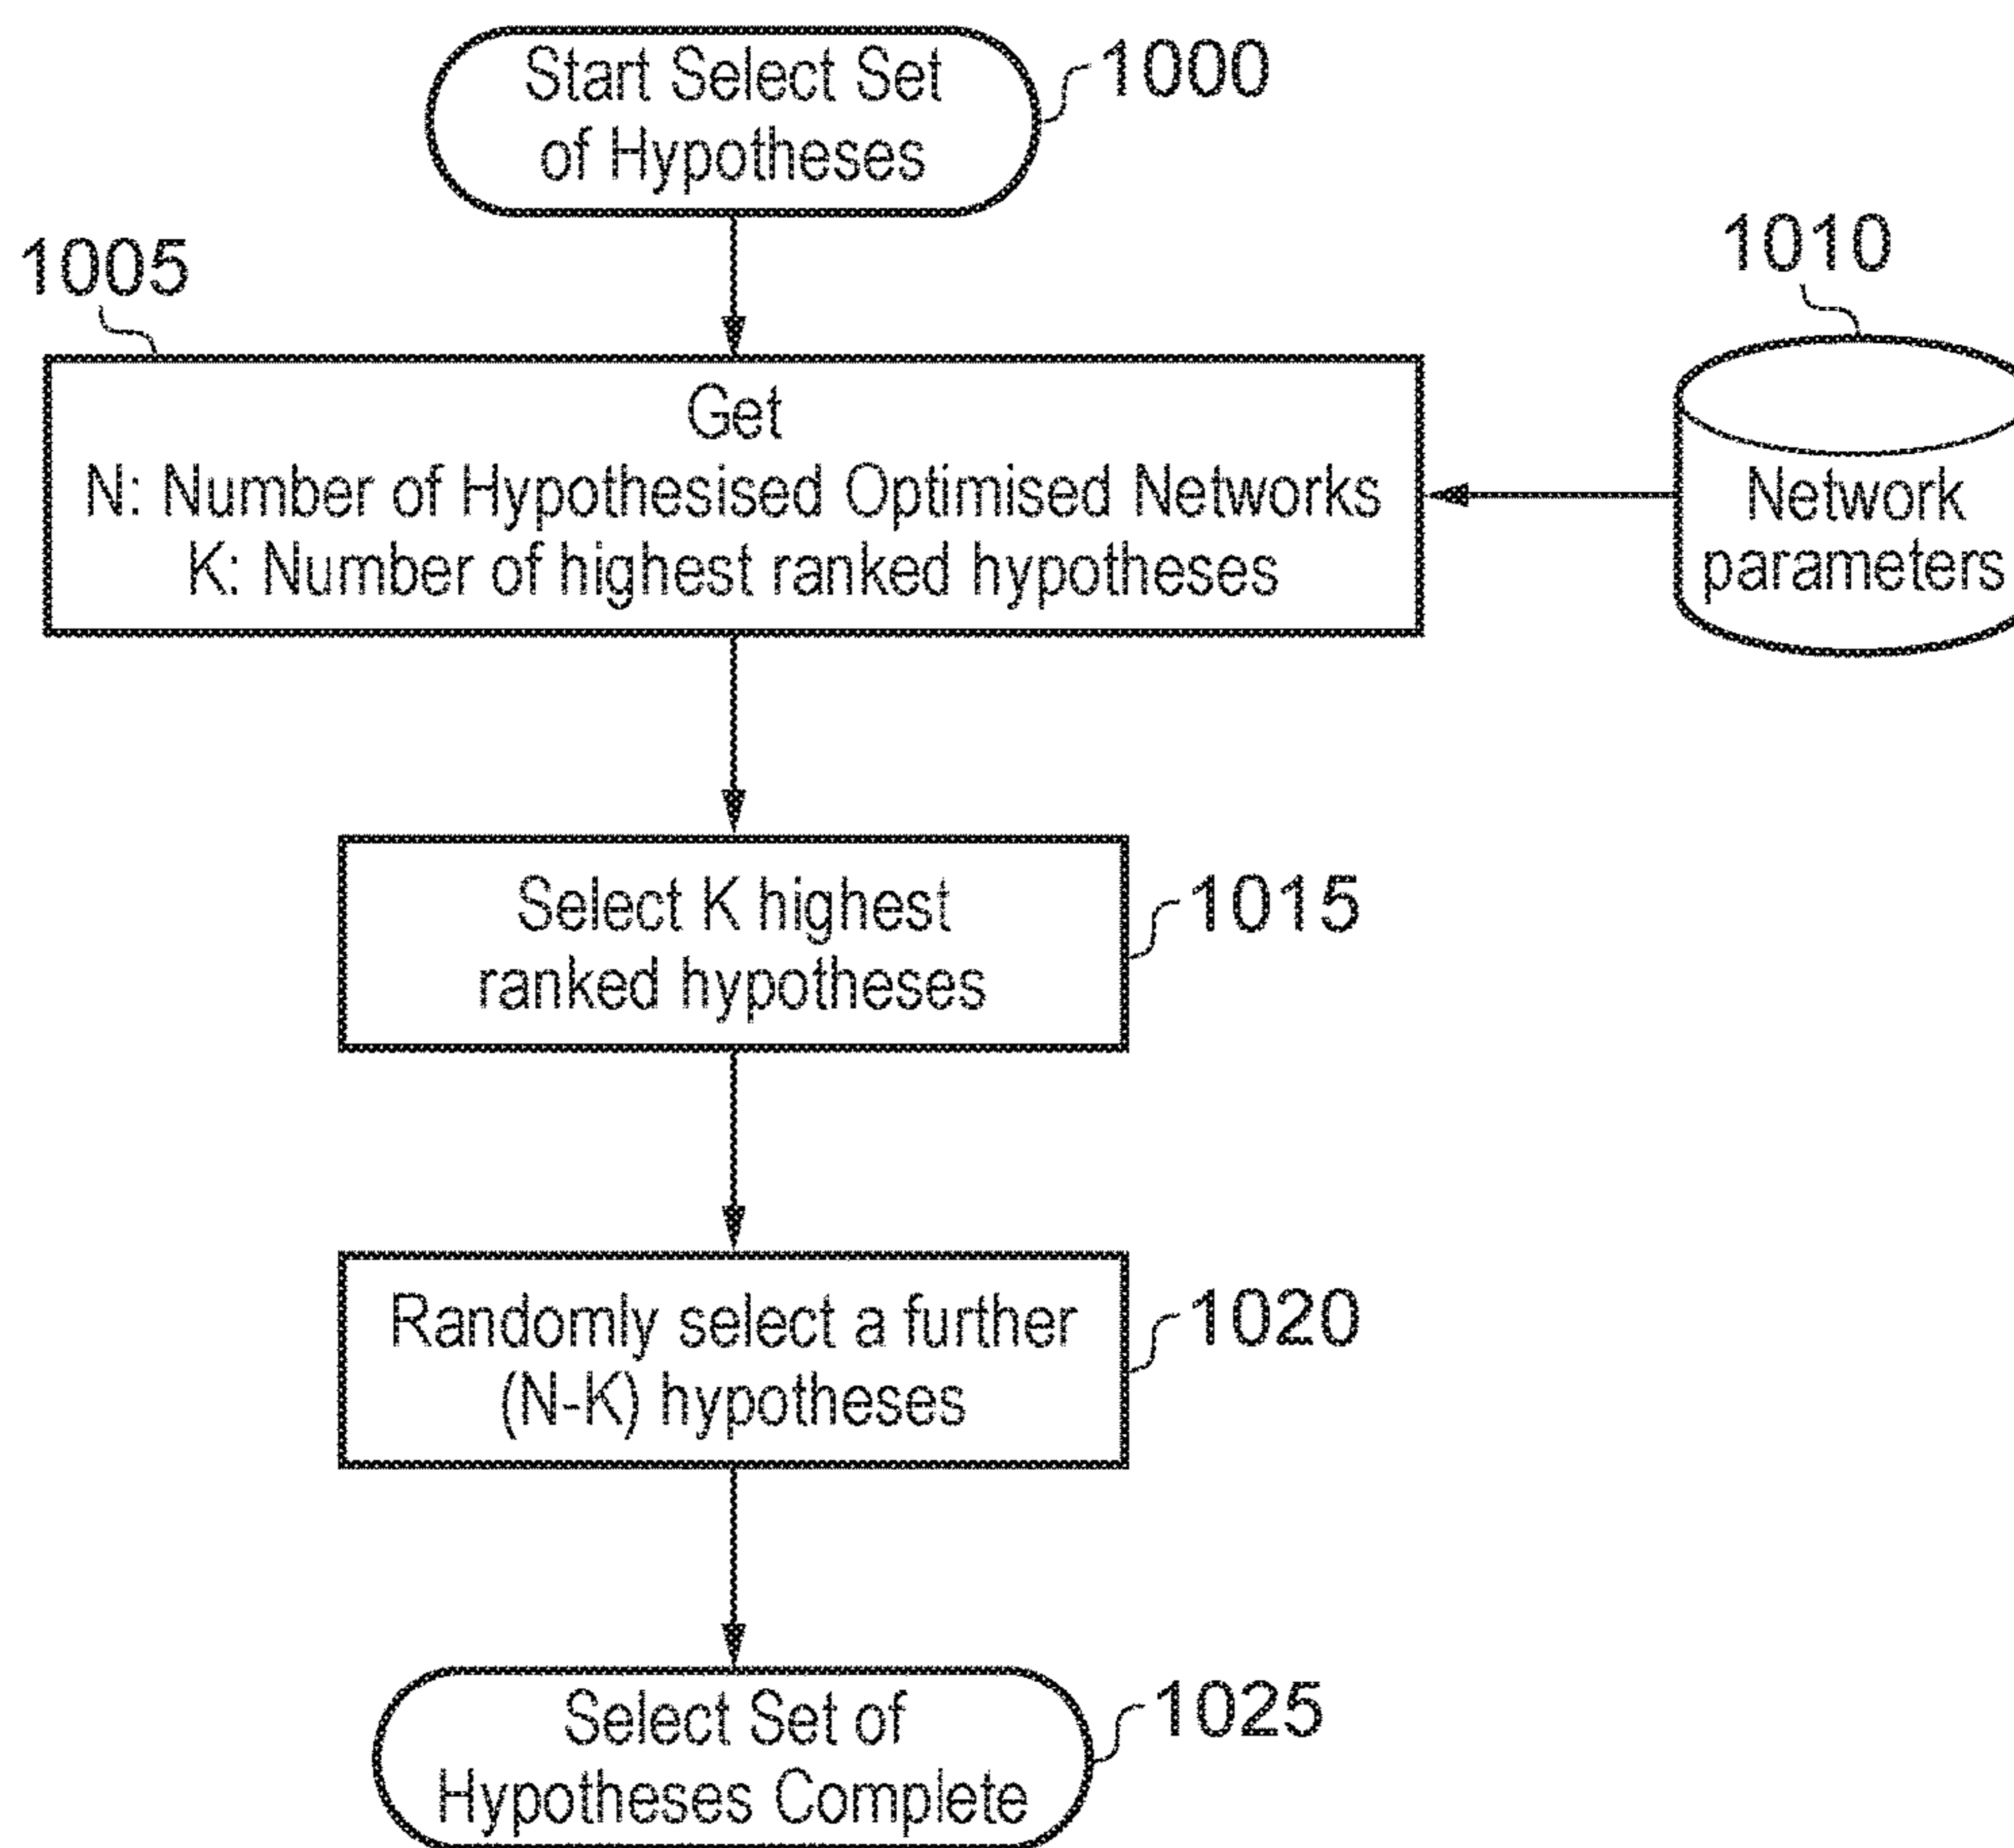 Start Select Set
of Hypotheses
1000
1005
1010
Get
N: Number of Hypothesised Optimised Networks
K: Number of highest ranked hypotheses
Network
parameters
Select K highest
ranked hypotheses
1015
Randomly select a further
(N-K) hypotheses
1020
Select Set of
Hypotheses Complete
1025